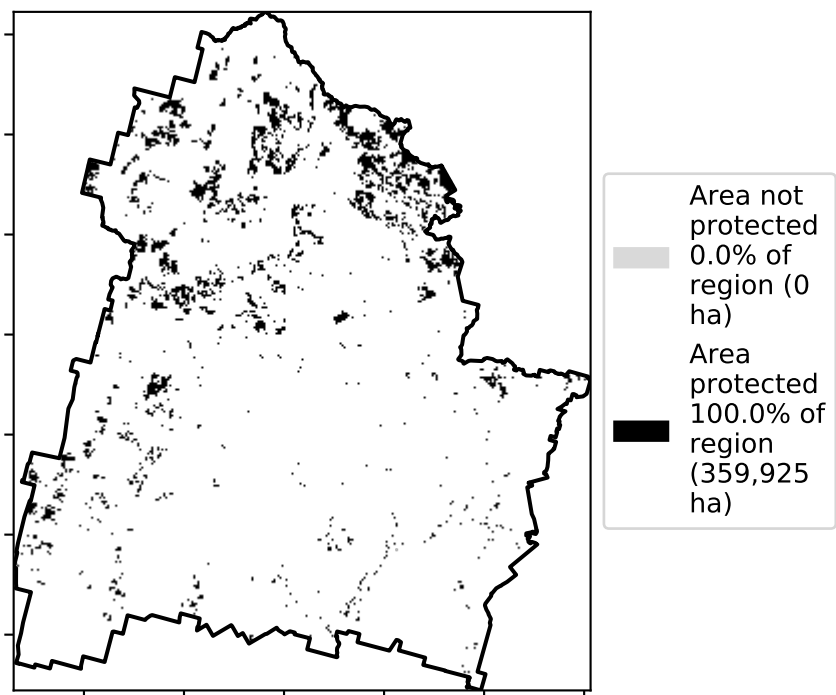 Area not
protected
0.0% of
region (0
ha)
Area
protected
100.0% of
region
(359,925
ha)